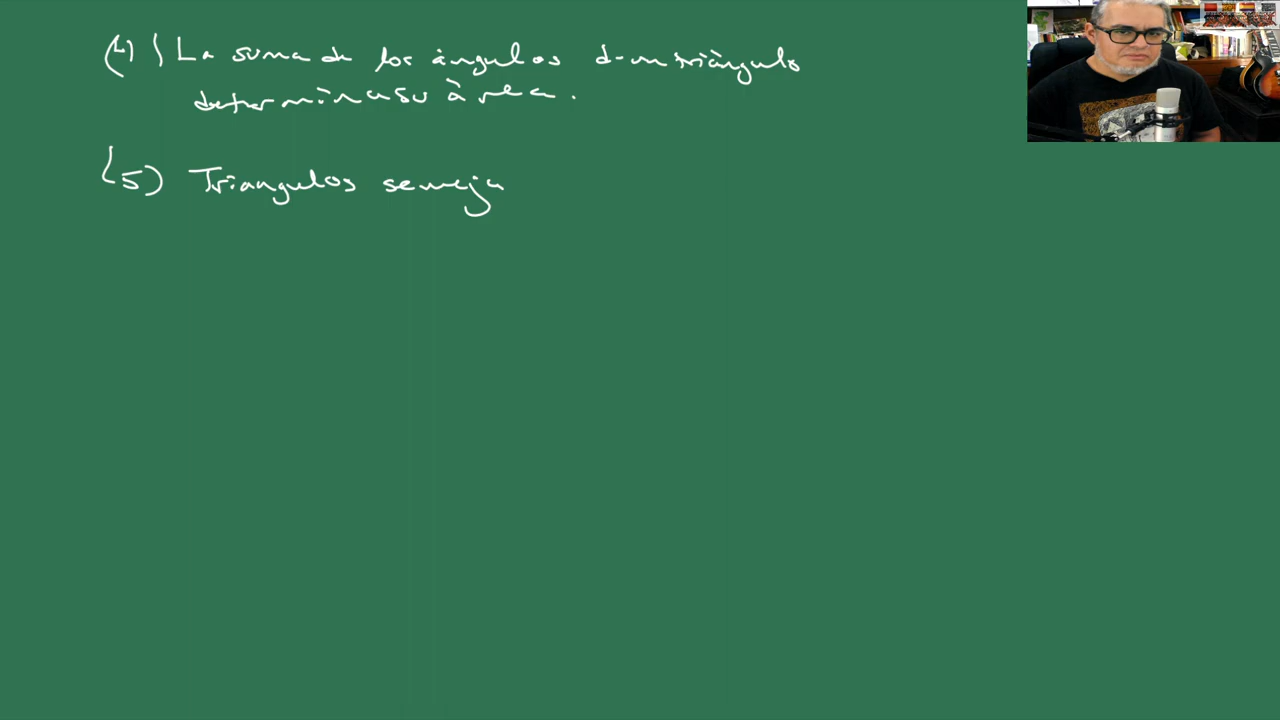 (4) La suma de los ángulos de un triángulo
determina su área.
(5) Triangulos semeja